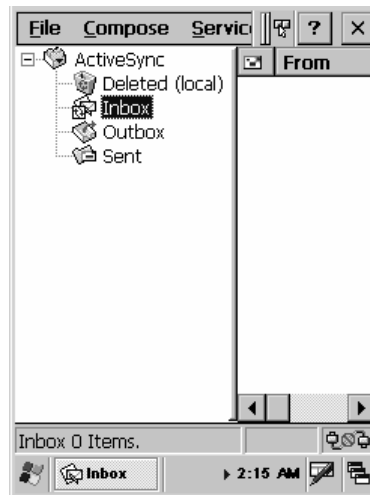 File Compose Servic ?
ActiveSync
From
Deleted (local)
Inbox
Outbox
Sent
Inbox 0 Items.
Inbox 2:15 AM